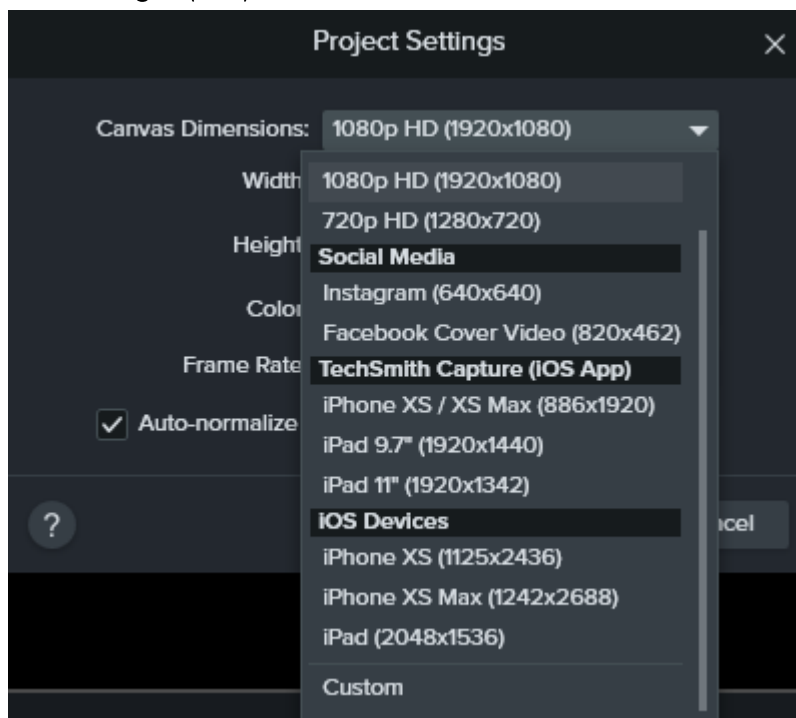 Project Settings
Canvas Dimensions: 1080p HD (1920x1080)
Width
1080p HD (1920x1080)
720p HD (1280x720)
Height
Social Media
Instagram (640x640)
Color
Facebook Cover Video (820x462)
Frame Rate
TechSmith Capture (iOS App)
iPhone XS / XS Max (886x1920)
Auto-normalize
iPad 9.7" (1920x1440)
iPad 11" (1920x1342)
iOS Devices
?
ncel
iPhone XS (1125x2436)
iPhone XS Max (1242x2688)
iPad (2048x1536)
Custom